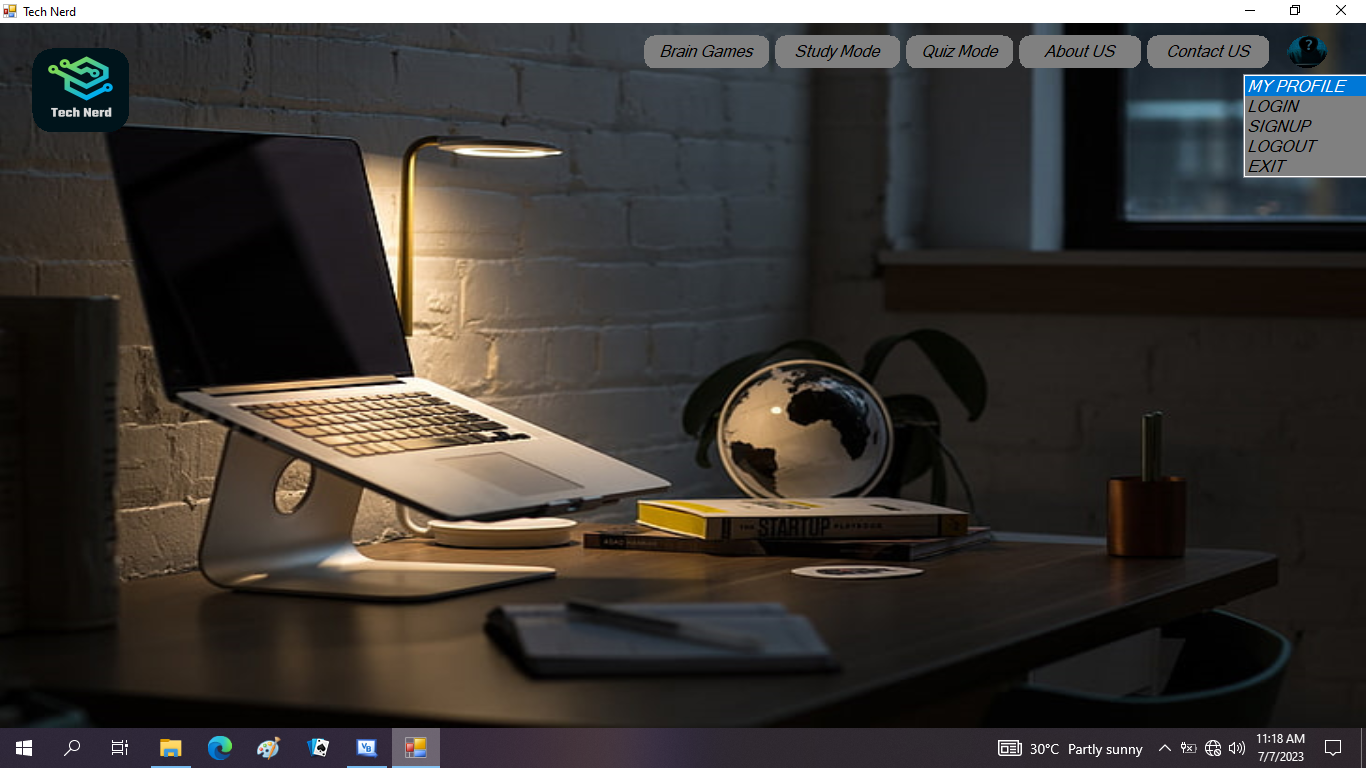 Tech Nerd
Brain Games
Study Mode
Quiz Mode
About US
Contact US
?
Tech Nerd
MY PROFILE
LOGIN
SIGNUP
LOGOUT
EXIT
THE STARTUP PLAYBOOK
VB
30°C Partly sunny
11:18 AM
7/7/2023